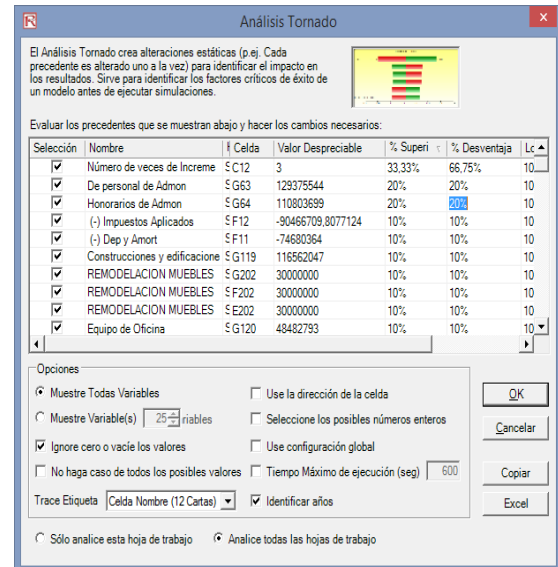 Análisis Tornado
El Análisis Tornado crea alteraciones estáticas (p.ej. Cada
precedente es alterado uno a la vez) para identificar el impacto en
los resultados. Sirve para identificar los factores críticos de éxito de
un modelo antes de ejecutar simulaciones.
Evaluar los precedentes que se muestran abajo y hacer los cambios necesarios:
Selección Nombre Celda Valor Despreciable % Superi % Desventaja
Número de veces de Increme S C12 3 33,33% 66,75% 10
De personal de Admon S G63 129375544 20% 20% 10
Honorarios de Admon S G64 110803699 20% 20% 10
(-) Impuestos Aplicados S F12 -90466709,8077124 10% 10% 10
(-) Dep y Amort S F11 -74680364 10% 10% 10
Construcciones y edificacione S G119 116562047 10% 10% 10
REMODELACION MUEBLES S G202 30000000 10% 10% 10
REMODELACION MUEBLES S F202 30000000 10% 10% 10
REMODELACION MUEBLES S E202 30000000 10% 10% 10
Equipo de Oficina S G120 48482793 10% 10% 10
Opciones
Muestre Todas Variables Use la dirección de la celda OK
Muestre Variable(s) 25 riables Seleccione los posibles números enteros
Cancelar
Ignore cero o vacíe los valores Use configuración global
No haga caso de todos los posibles valores Tiempo Máximo de ejecución (seg) 600 Copiar
Trace Etiqueta Celda Nombre (12 Cartas) Identificar años Excel
Sólo analice esta hoja de trabajo Analice todas las hojas de trabajo